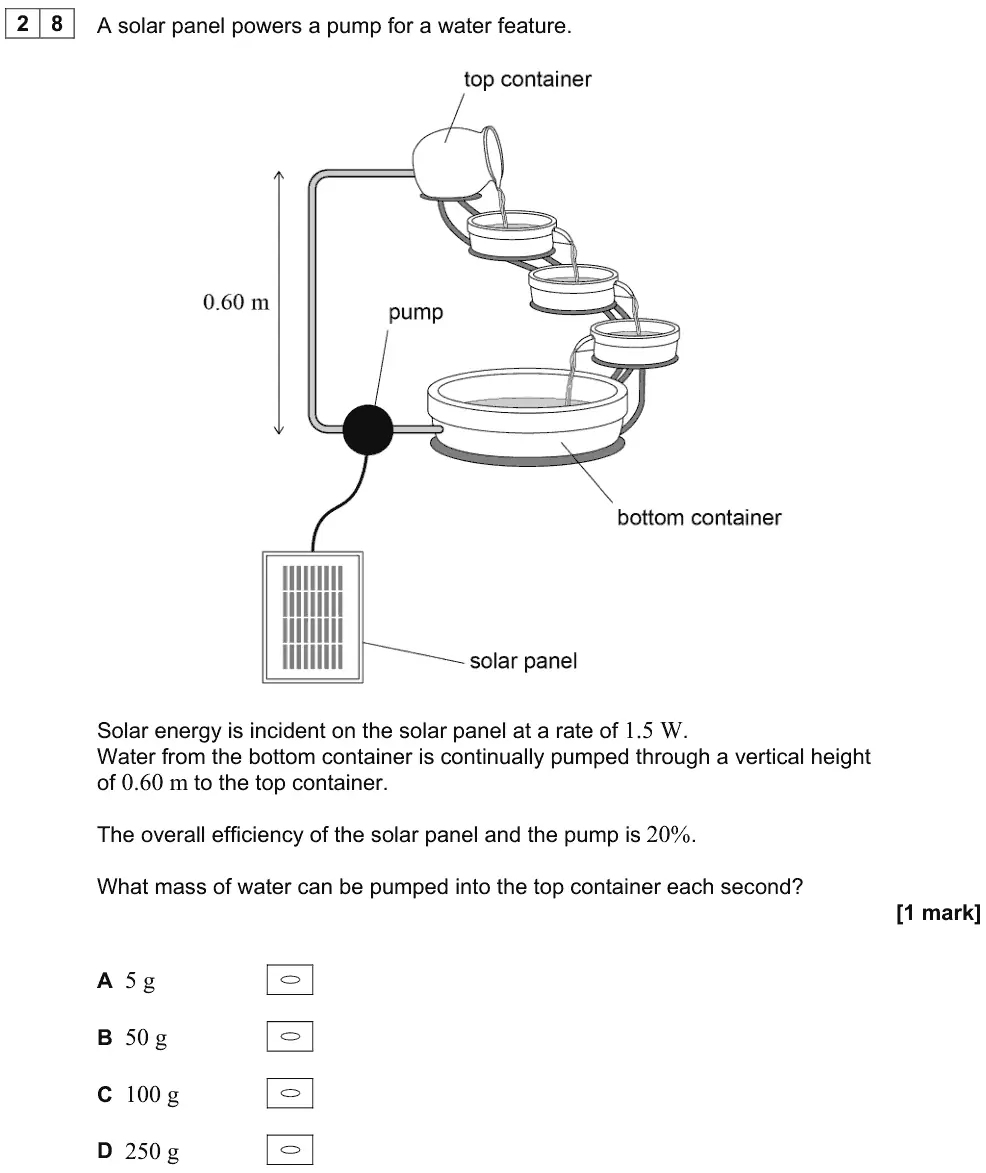 2 8 A solar panel powers a pump for a water feature.
top container
0.60 m
pump
bottom container
solar panel
Solar energy is incident on the solar panel at a rate of 1.5 W.
Water from the bottom container is continually pumped through a vertical height
of 0.60 m to the top container.
The overall efficiency of the solar panel and the pump is 20%.
What mass of water can be pumped into the top container each second?
[1 mark]
A 5 g
B 50 g
C 100 g
D 250 g